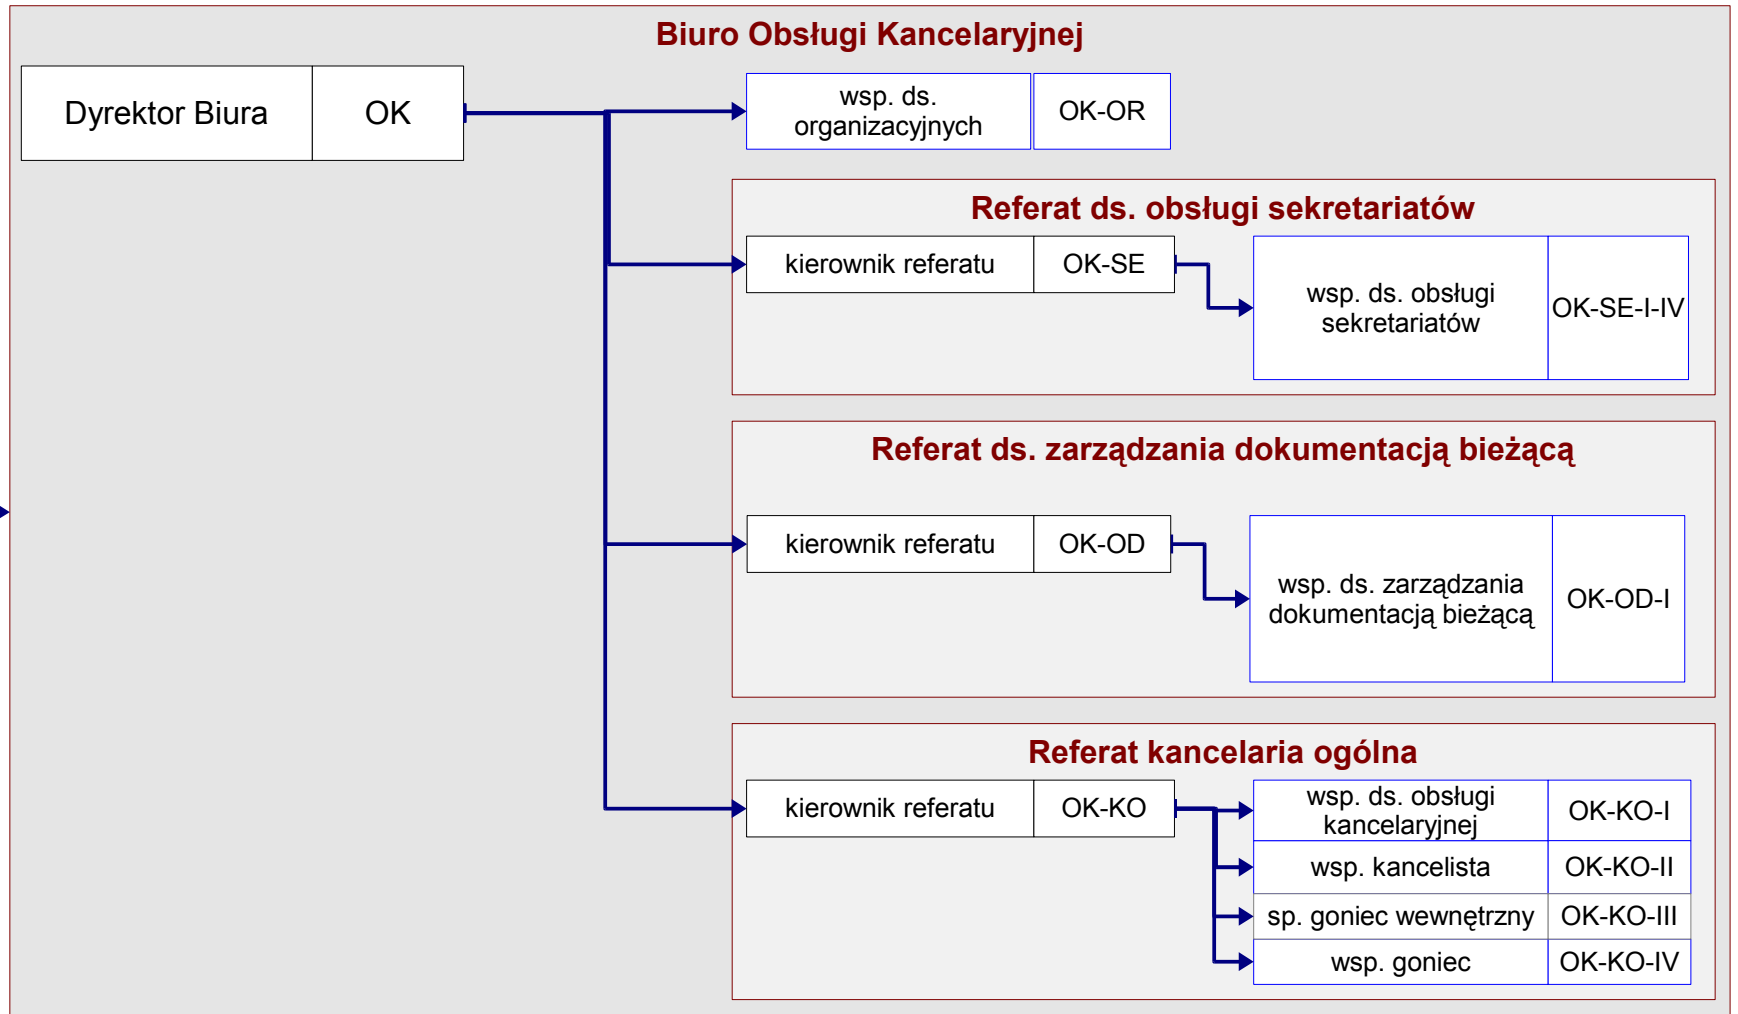 Biuro Obsługi Kancelaryjnej
Dyrektor Biura OK
wsp. ds.
organizacyjnych
OK-OR
Referat ds. obsługi sekretariatów
kierownik referatu OK-SE
wsp. ds. obsługi
sekretariatów
OK-SE-I-IV
Referat ds. zarządzania dokumentacją bieżącą
kierownik referatu OK-OD
wsp. ds. zarządzania
dokumentacją bieżącą
OK-OD-I
Referat kancelaria ogólna
kierownik referatu OK-KO
wsp. ds. obsługi
kancelaryjnej
OK-KO-I
wsp. kancelista OK-KO-II
sp. goniec wewnętrzny OK-KO-III
wsp. goniec OK-KO-IV